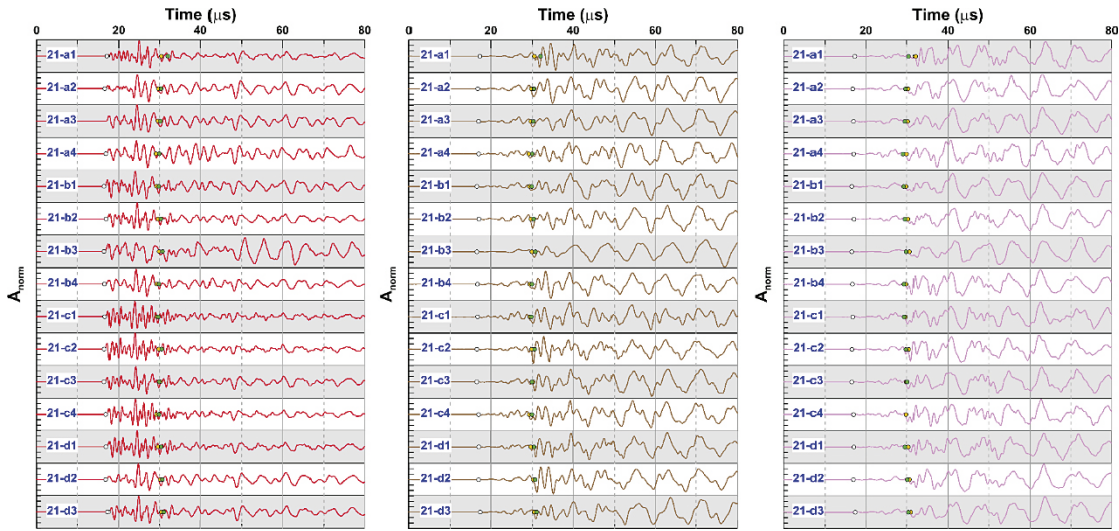 Time (μs)
0 20 40 60 80
21-a1
21-a2
21-a3
21-a4
21-b1
21-b2
21-b3
21-b4
21-c1
21-c2
21-c3
21-c4
21-d1
21-d2
21-d3
Anorm
Time (μs)
0 20 40 60 80
21-a1
21-a2
21-a3
21-a4
21-b1
21-b2
21-b3
21-b4
21-c1
21-c2
21-c3
21-c4
21-d1
21-d2
21-d3
Anorm
Time (μs)
0 20 40 60 80
21-a1
21-a2
21-a3
21-a4
21-b1
21-b2
21-b3
21-b4
21-c1
21-c2
21-c3
21-c4
21-d1
21-d2
21-d3
Anorm